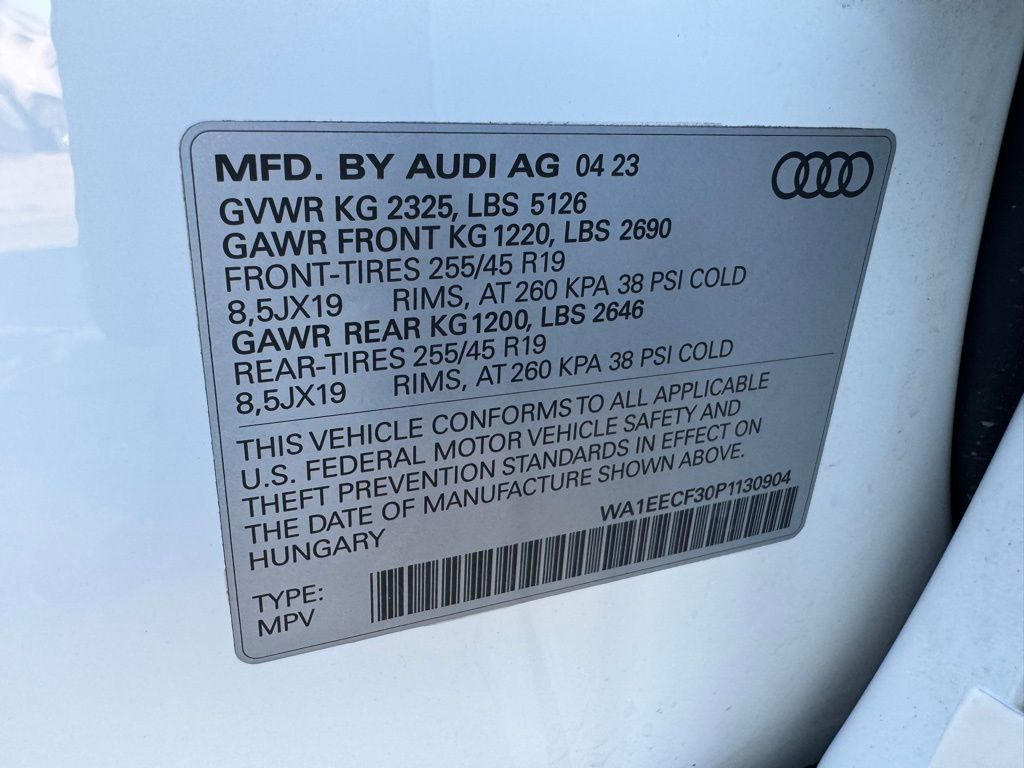 MFD. BY AUDI AG 04 23
GVWR KG 2325, LBS 5126
GAWR FRONT KG 1220, LBS 2690
FRONT-TIRES 255/45 R19
8,5JX19 RIMS, AT 260 KPA 38 PSI COLD
GAWR REAR KG 1200, LBS 2646
REAR-TIRES 255/45 R19
8,5JX19 RIMS, AT 260 KPA 38 PSI COLD
THIS VEHICLE CONFORMS TO ALL APPLICABLE
U.S. FEDERAL MOTOR VEHICLE SAFETY AND
THEFT PREVENTION STANDARDS IN EFFECT ON
THE DATE OF MANUFACTURE SHOWN ABOVE.
HUNGARY
WA1EECF30P1130904
TYPE:
MPV